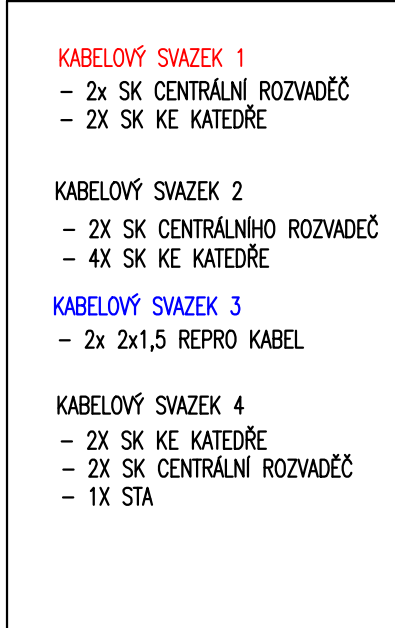 KABELOVÝ SVAZEK 1
– 2x SK CENTRÁLNÍ ROZVADĚČ
– 2X SK KE KATEDŘE
KABELOVÝ SVAZEK 2
– 2X SK CENTRÁLNÍHO ROZVADEČ
– 4X SK KE KATEDŘE
KABELOVÝ SVAZEK 3
– 2x 2x1,5 REPRO KABEL
KABELOVÝ SVAZEK 4
– 2X SK KE KATEDŘE
– 2X SK CENTRÁLNÍ ROZVADĚČ
– 1X STA